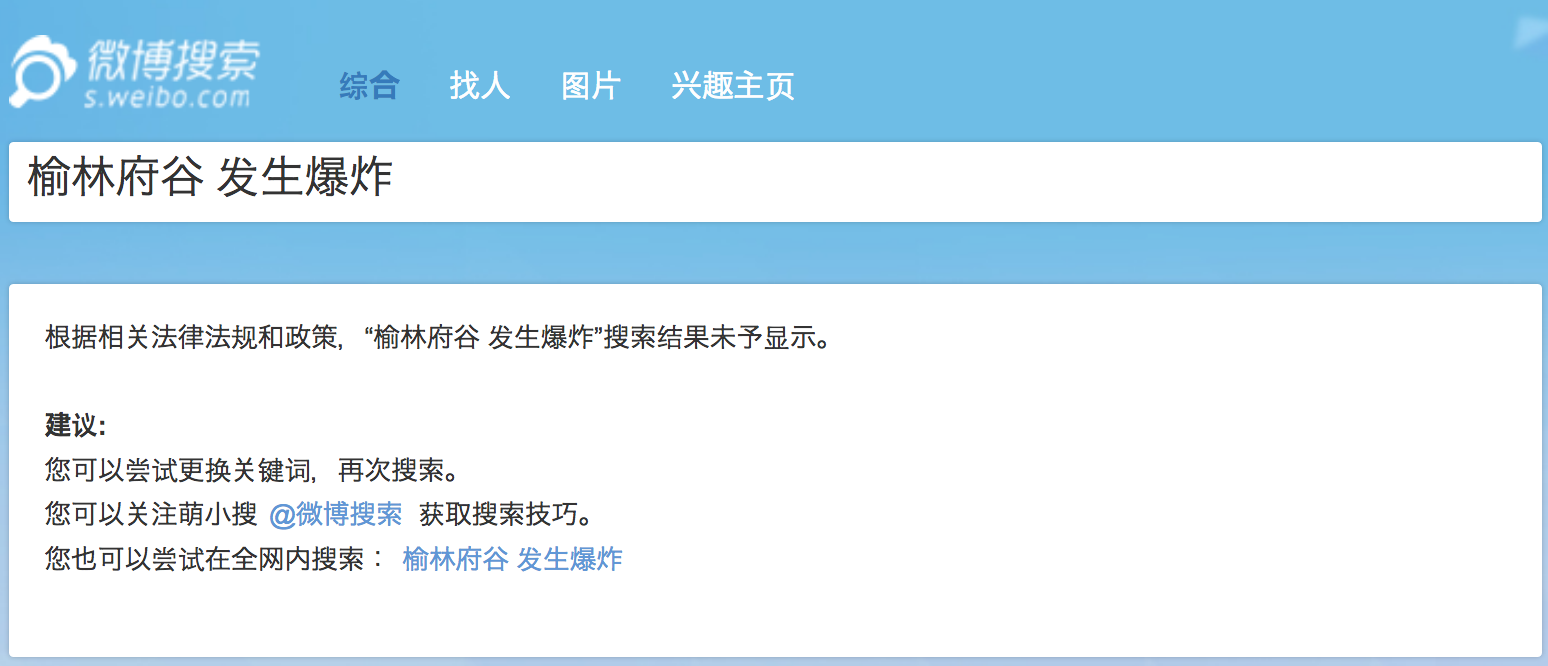 微博搜索
s.weibo.com
综合 找人 图片 兴趣主页
榆林府谷 发生爆炸
根据相关法律法规和政策，“榆林府谷 发生爆炸”搜索结果未予显示。
建议:
您可以尝试更换关键词，再次搜索。
您可以关注萌小搜 @微博搜索 获取搜索技巧。
您也可以尝试在全网内搜索： 榆林府谷 发生爆炸